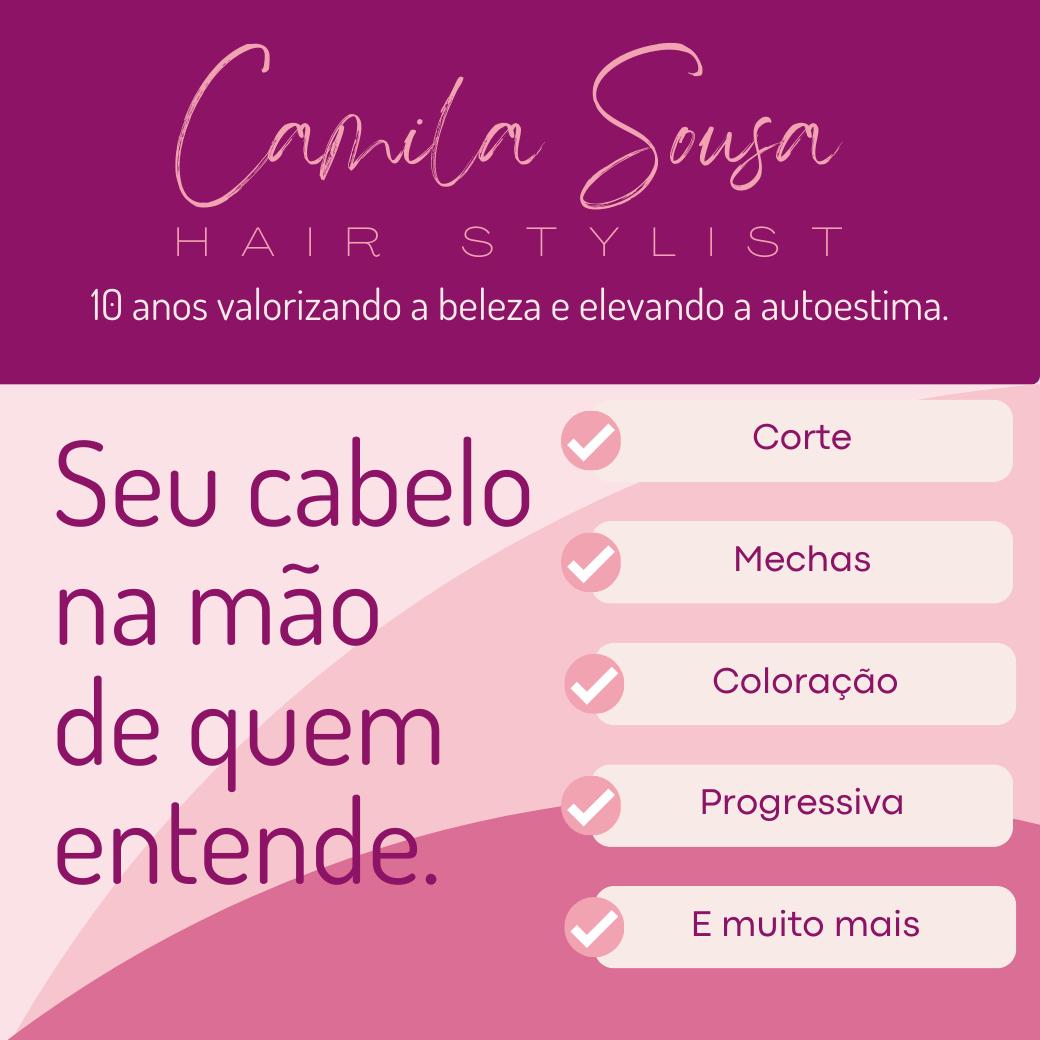 Camila Sousa
HAIR STYLIST
10 anos valorizando a beleza e elevando a autoestima.
Seu cabelo
na mão
de quem
entende.
Corte
Mechas
Coloração
Progressiva
E muito mais